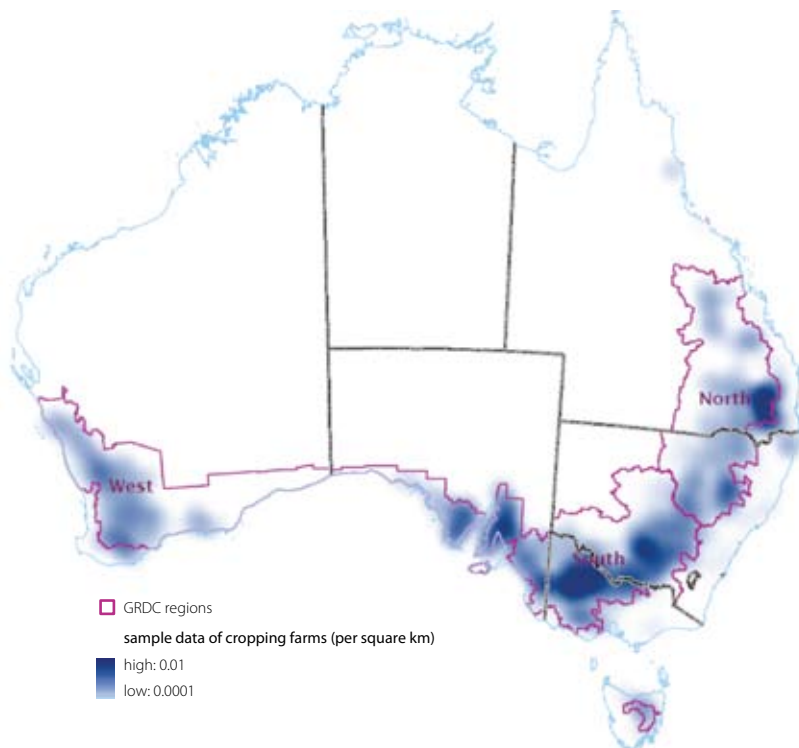 North
West
South
GRDC regions
sample data of cropping farms (per square km)
high: 0.01
low: 0.0001